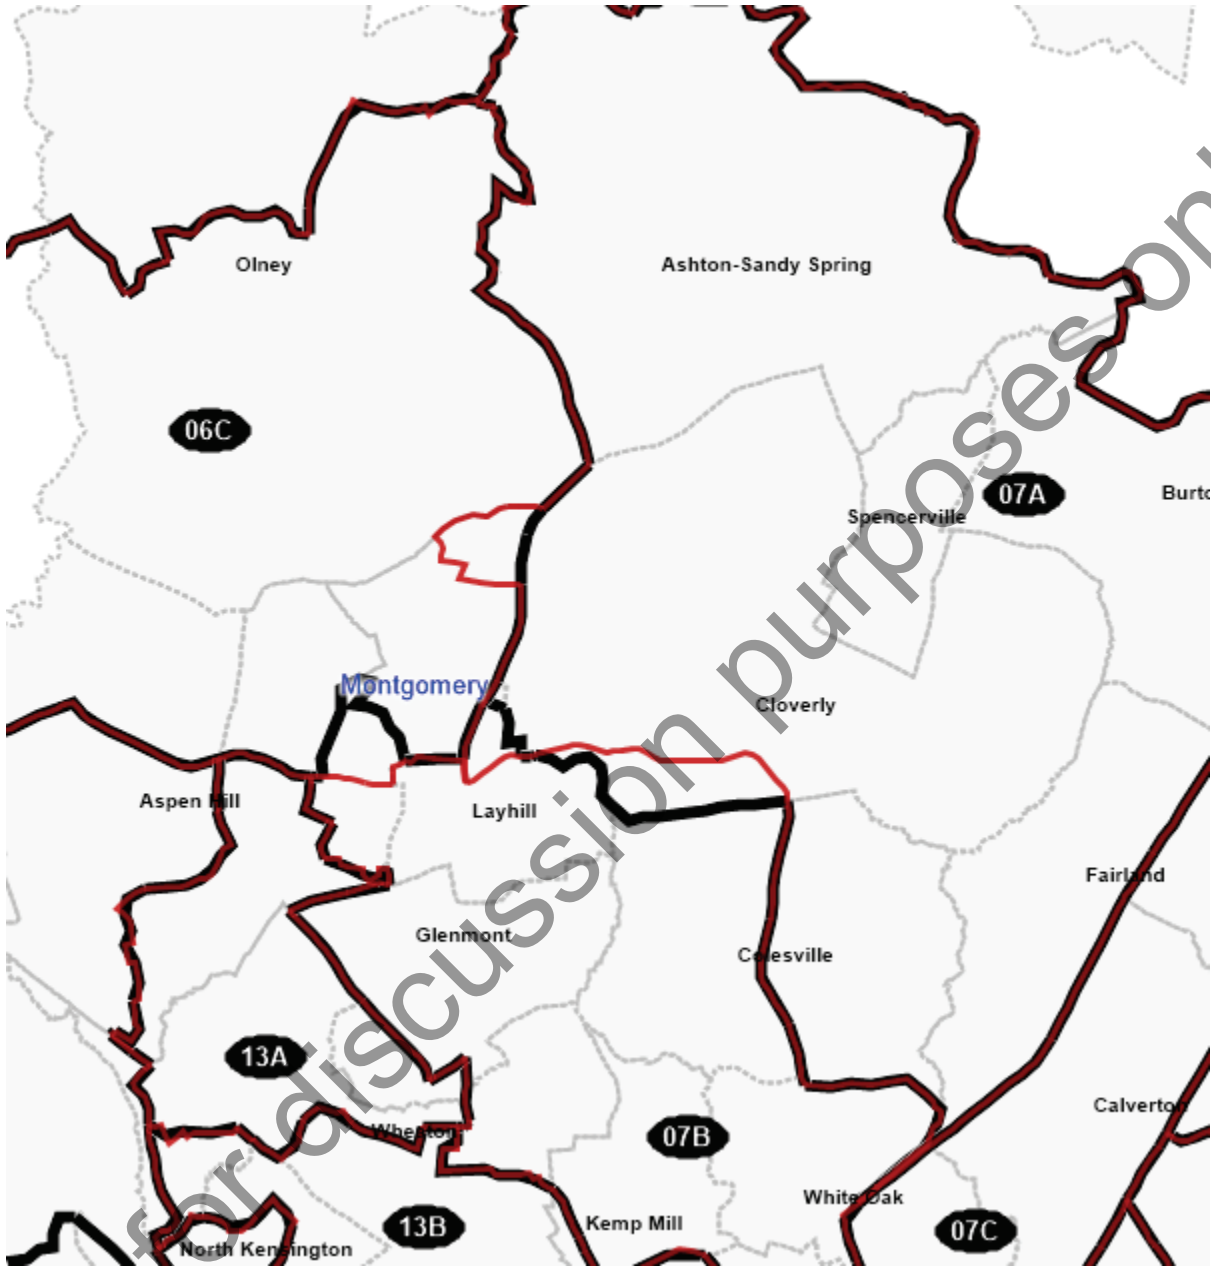 Olney
Ashton-Sandy Spring
06C
07A
Burto
Spencerville
Montgomery
Cloverly
Aspen Hill
Layhill
Fairland
Glenmont
Colesville
13A
Calverton
Wheaton
07B
White Oak
13B
Kemp Mill
07C
North Kensington
for discussion purposes onl